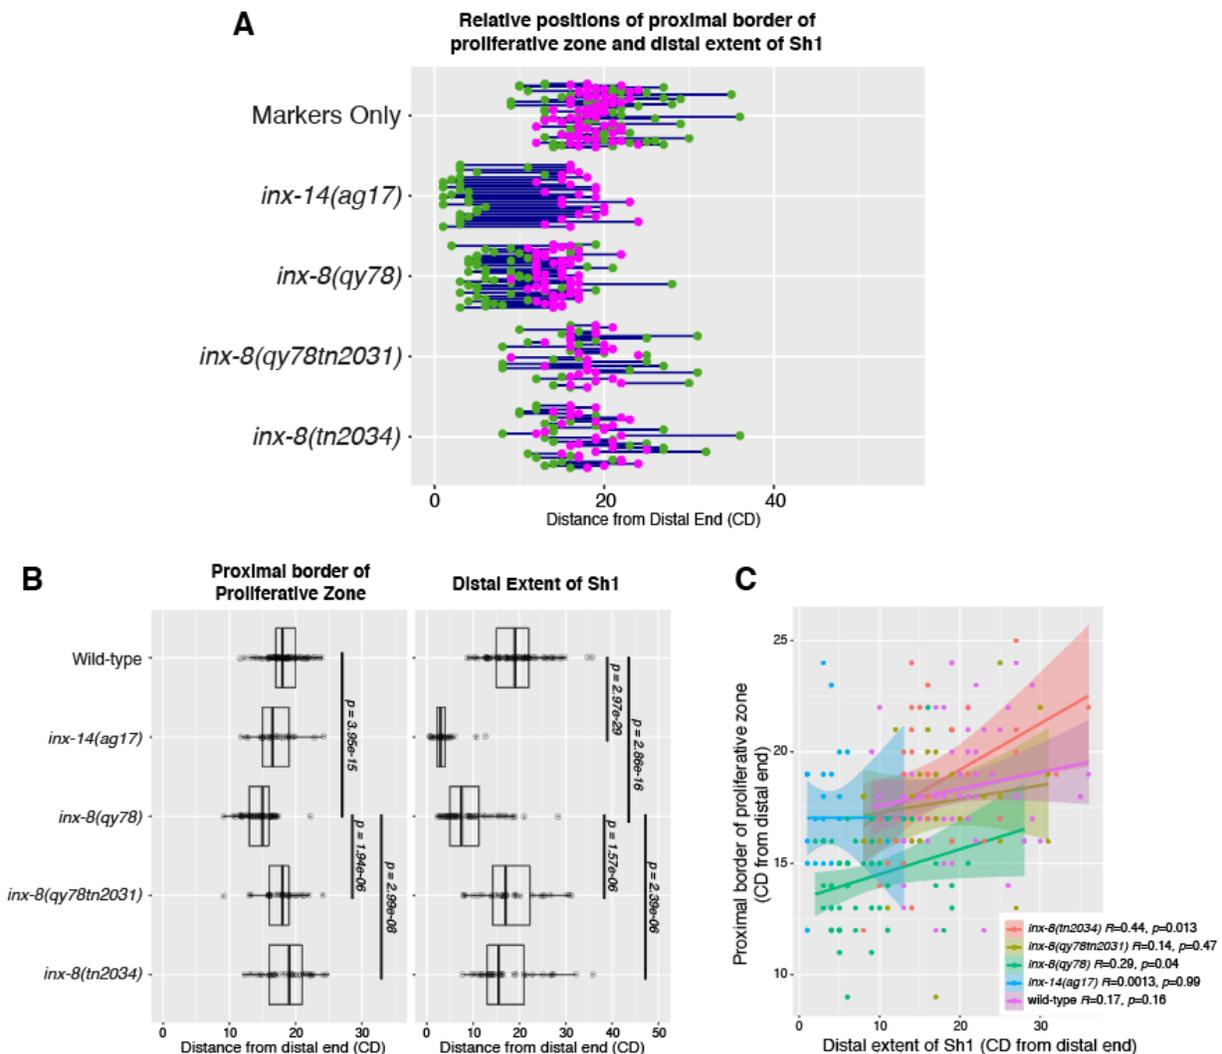 A
Relative positions of proximal border of
proliferative zone and distal extent of Sh1
Markers Only
inx-14(ag17)
inx-8(qy78)
inx-8(qy78tn2031)
inx-8(tn2034)
0 20 40
Distance from Distal End (CD)
B
Proximal border of
Proliferative Zone
Distal Extent of Sh1
Wild-type
inx-14(ag17)
inx-8(qy78)
inx-8(qy78tn2031)
inx-8(tn2034)
p = 3.95e-15
p = 1.94e-06
p = 2.99e-08
p = 2.97e-29
p = 2.86e-16
p = 1.57e-06
p = 2.39e-06
0 10 20 30
Distance from distal end (CD)
0 10 20 30 40 50
Distance from distal end (CD)
C
Proximal border of proliferative zone
(CD from distal end)
25
20
15
10
inx-8(tn2034) R=0.44, p=0.013
inx-8(qy78tn2031) R=0.14, p=0.47
inx-8(qy78) R=0.29, p=0.04
inx-14(ag17) R=0.0013, p=0.99
wild-type R=0.17, p=0.16
0 10 20 30
Distal extent of Sh1 (CD from distal end)